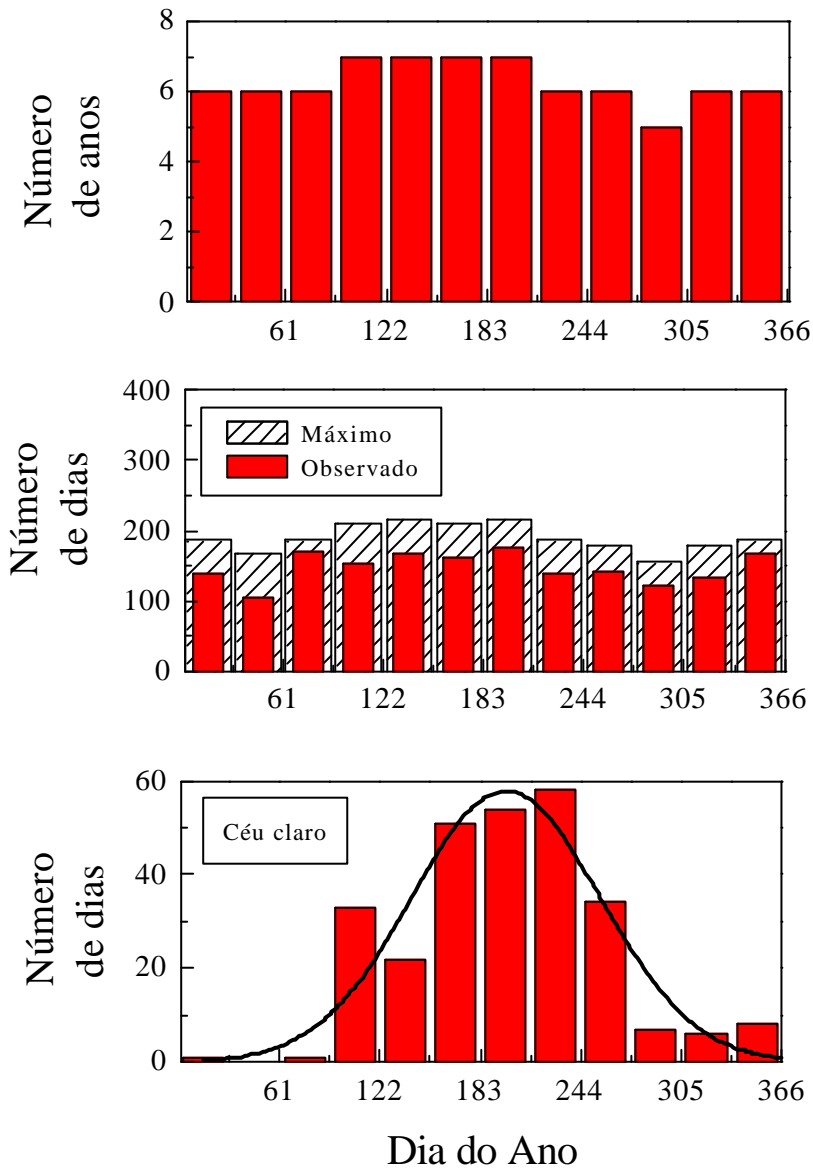 8
6
4
2
0
Número
de anos
61 122 183 244 305 366
400
300
200
100
0
Número
de dias
Máximo
Observado
61 122 183 244 305 366
60
40
20
0
Número
de dias
Céu claro
61 122 183 244 305 366
Dia do Ano